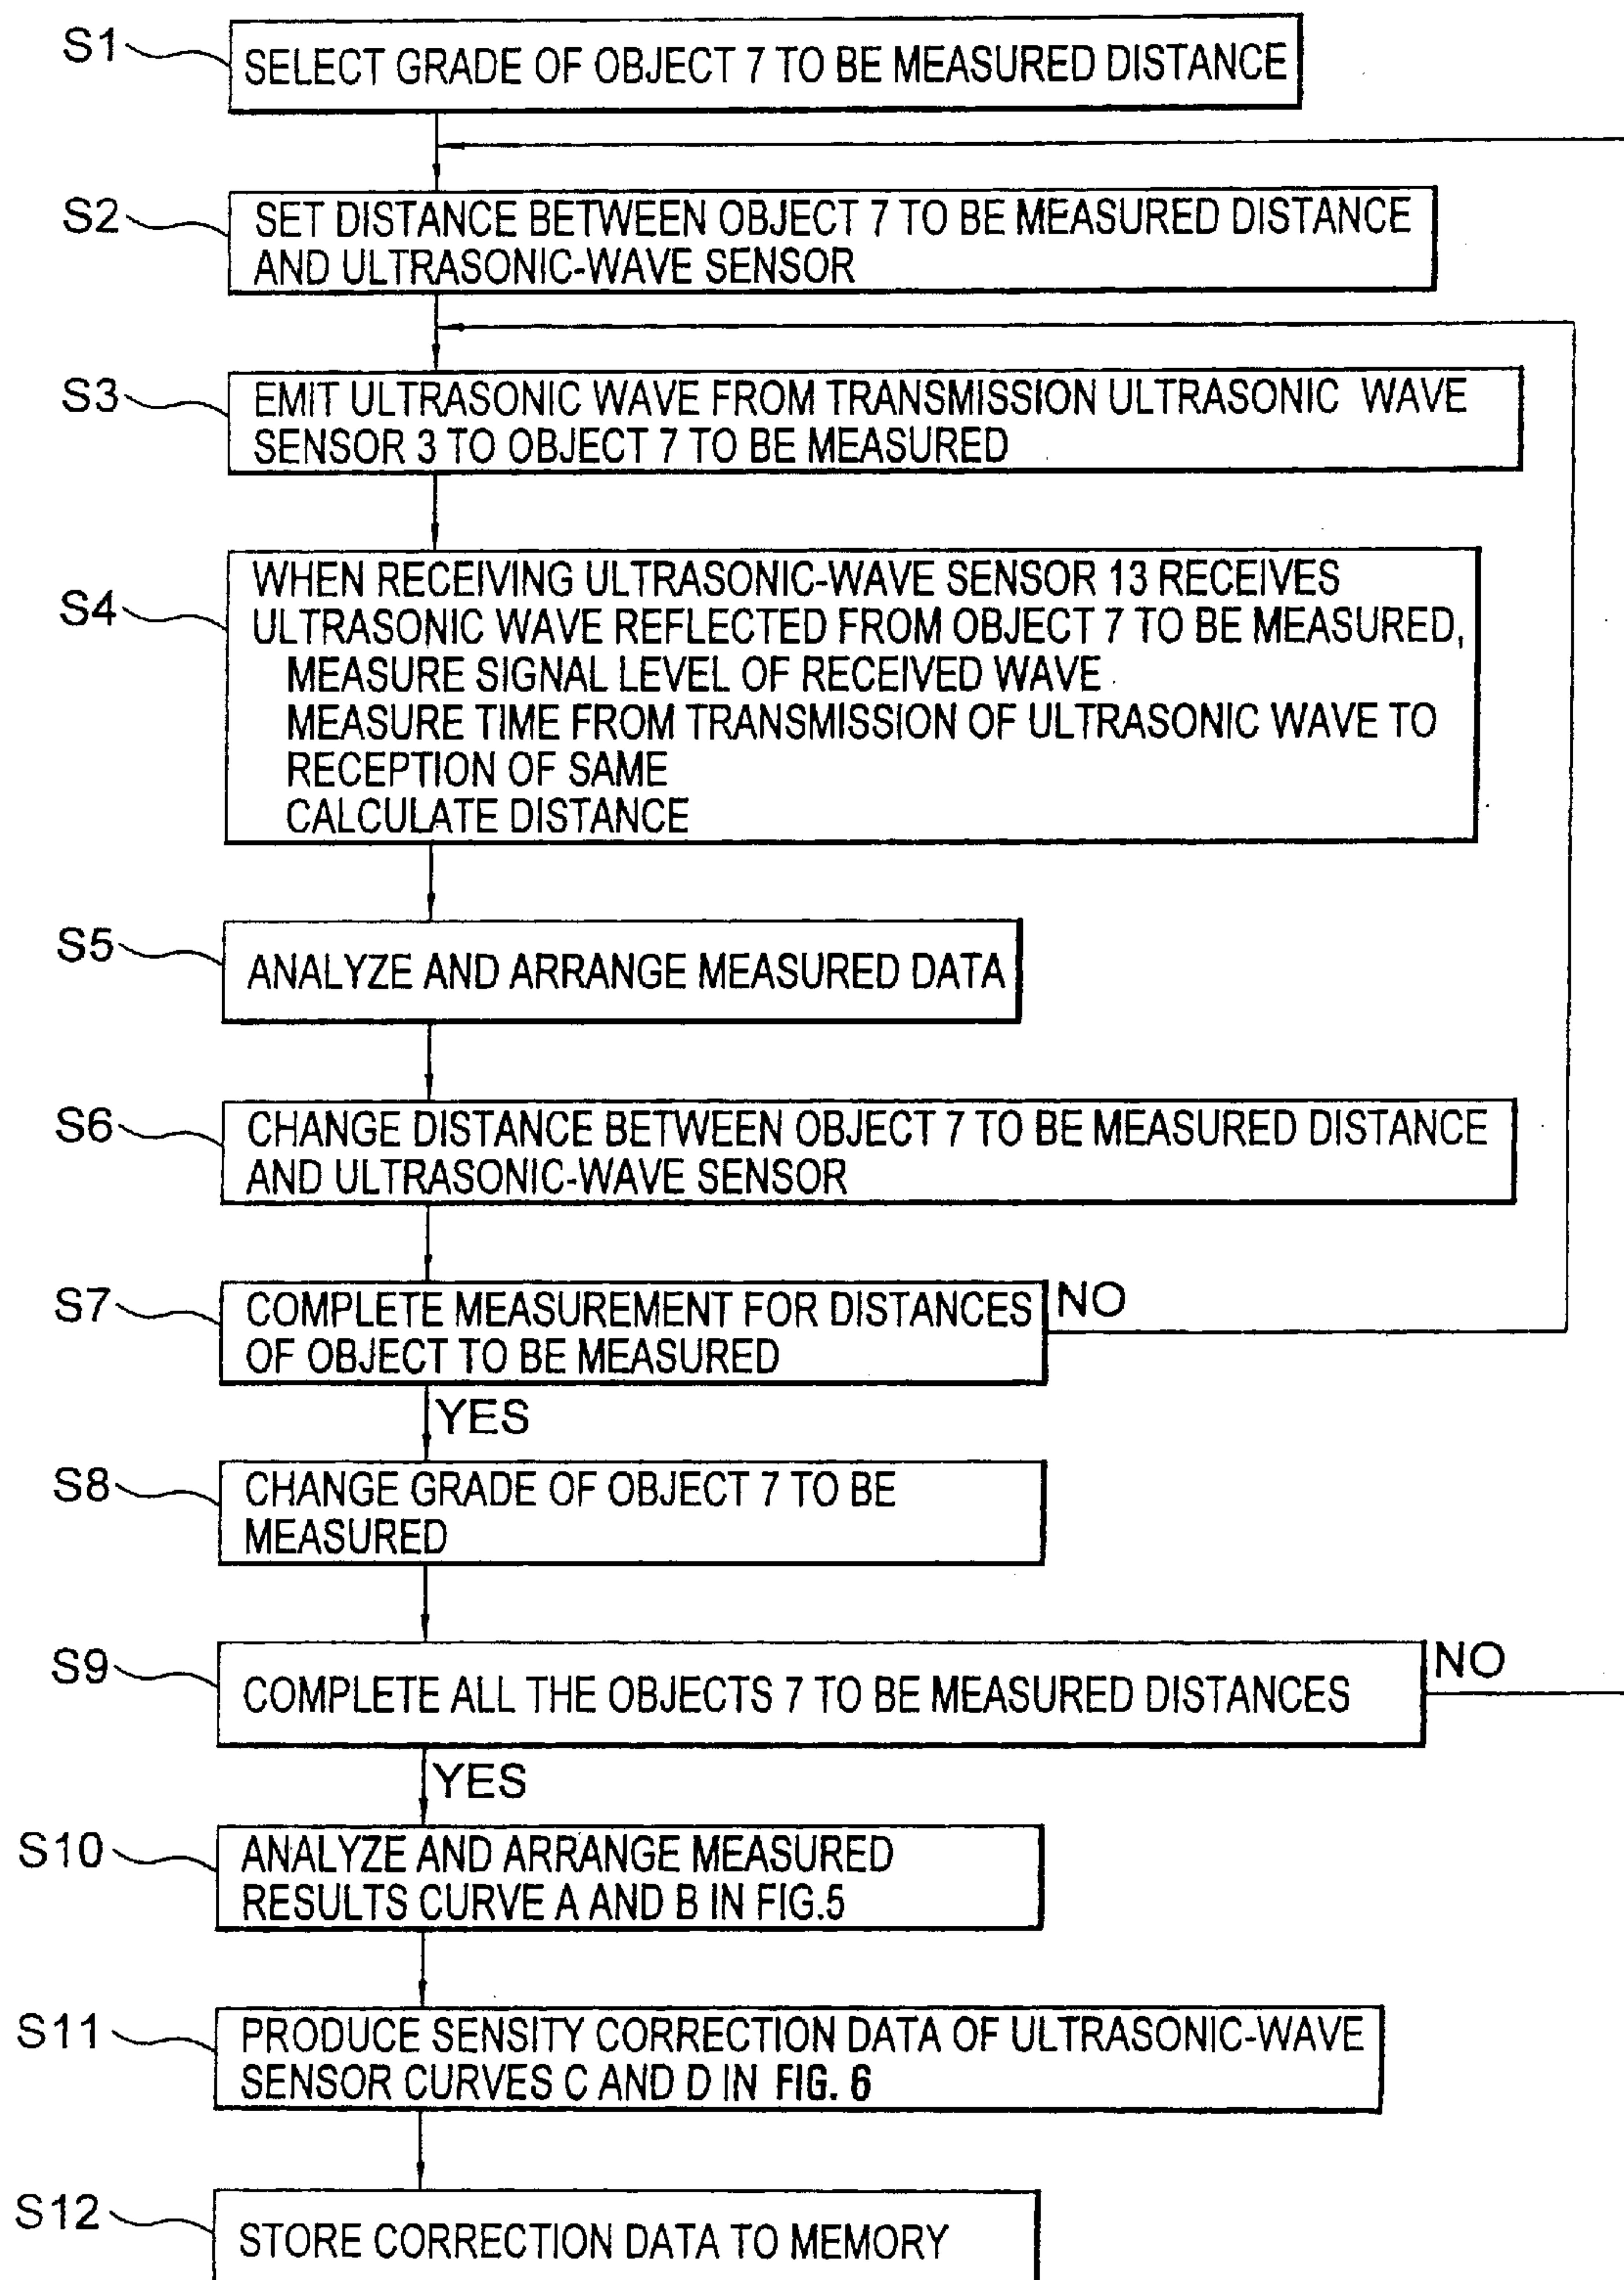 S1
SELECT GRADE OF OBJECT 7 TO BE MEASURED DISTANCE
S2
SET DISTANCE BETWEEN OBJECT 7 TO BE MEASURED DISTANCE
AND ULTRASONIC-WAVE SENSOR
S3
EMIT ULTRASONIC WAVE FROM TRANSMISSION ULTRASONIC WAVE
SENSOR 3 TO OBJECT 7 TO BE MEASURED
S4
WHEN RECEIVING ULTRASONIC-WAVE SENSOR 13 RECEIVES
ULTRASONIC WAVE REFLECTED FROM OBJECT 7 TO BE MEASURED,
MEASURE SIGNAL LEVEL OF RECEIVED WAVE
MEASURE TIME FROM TRANSMISSION OF ULTRASONIC WAVE TO
RECEPTION OF SAME
CALCULATE DISTANCE
S5
ANALYZE AND ARRANGE MEASURED DATA
S6
CHANGE DISTANCE BETWEEN OBJECT 7 TO BE MEASURED DISTANCE
AND ULTRASONIC-WAVE SENSOR
S7
COMPLETE MEASUREMENT FOR DISTANCES
OF OBJECT TO BE MEASURED
NO
YES
S8
CHANGE GRADE OF OBJECT 7 TO BE
MEASURED
S9
COMPLETE ALL THE OBJECTS 7 TO BE MEASURED DISTANCES
NO
YES
S10
ANALYZE AND ARRANGE MEASURED
RESULTS CURVE A AND B IN FIG.5
S11
PRODUCE SENSITY CORRECTION DATA OF ULTRASONIC-WAVE
SENSOR CURVES C AND D IN FIG. 6
S12
STORE CORRECTION DATA TO MEMORY